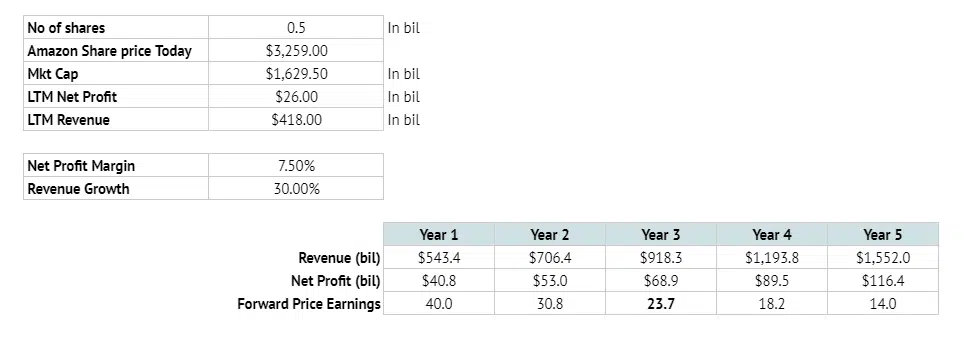 No of shares 0.5 In bil
Amazon Share price Today $3,259.00
Mkt Cap $1,629.50 In bil
LTM Net Profit $26.00 In bil
LTM Revenue $418.00 In bil
Net Profit Margin 7.50%
Revenue Growth 30.00%
Year 1 Year 2 Year 3 Year 4 Year 5
Revenue (bil) $543.4 $706.4 $918.3 $1,193.8 $1,552.0
Net Profit (bil) $40.8 $53.0 $68.9 $89.5 $116.4
Forward Price Earnings 40.0 30.8 23.7 18.2 14.0